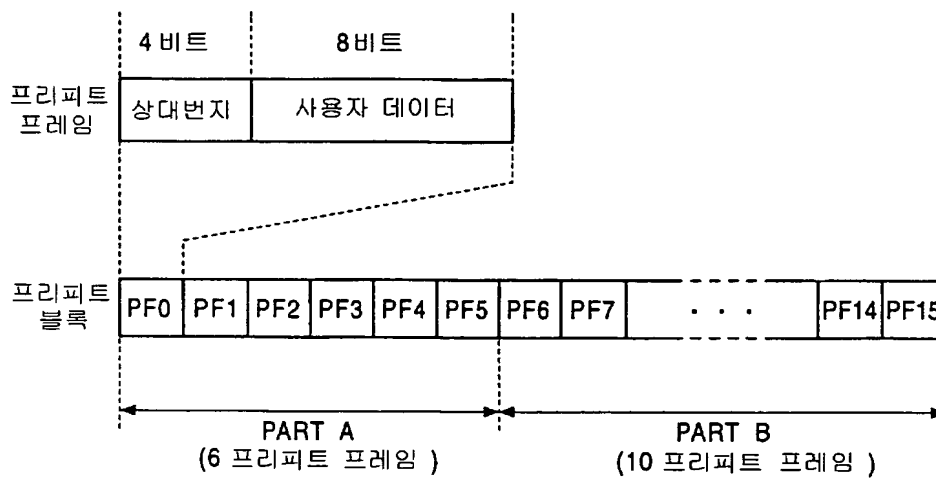 4 비트 8비트
프리피트
프레임
상대번지 사용자 데이터
프리피트
블록
PF0 PF1 PF2 PF3 PF4 PF5 PF6 PF7 · · · PF14 PF15
PART A PART B
(6 프리피트 프레임 ) (10 프리피트 프레임 )